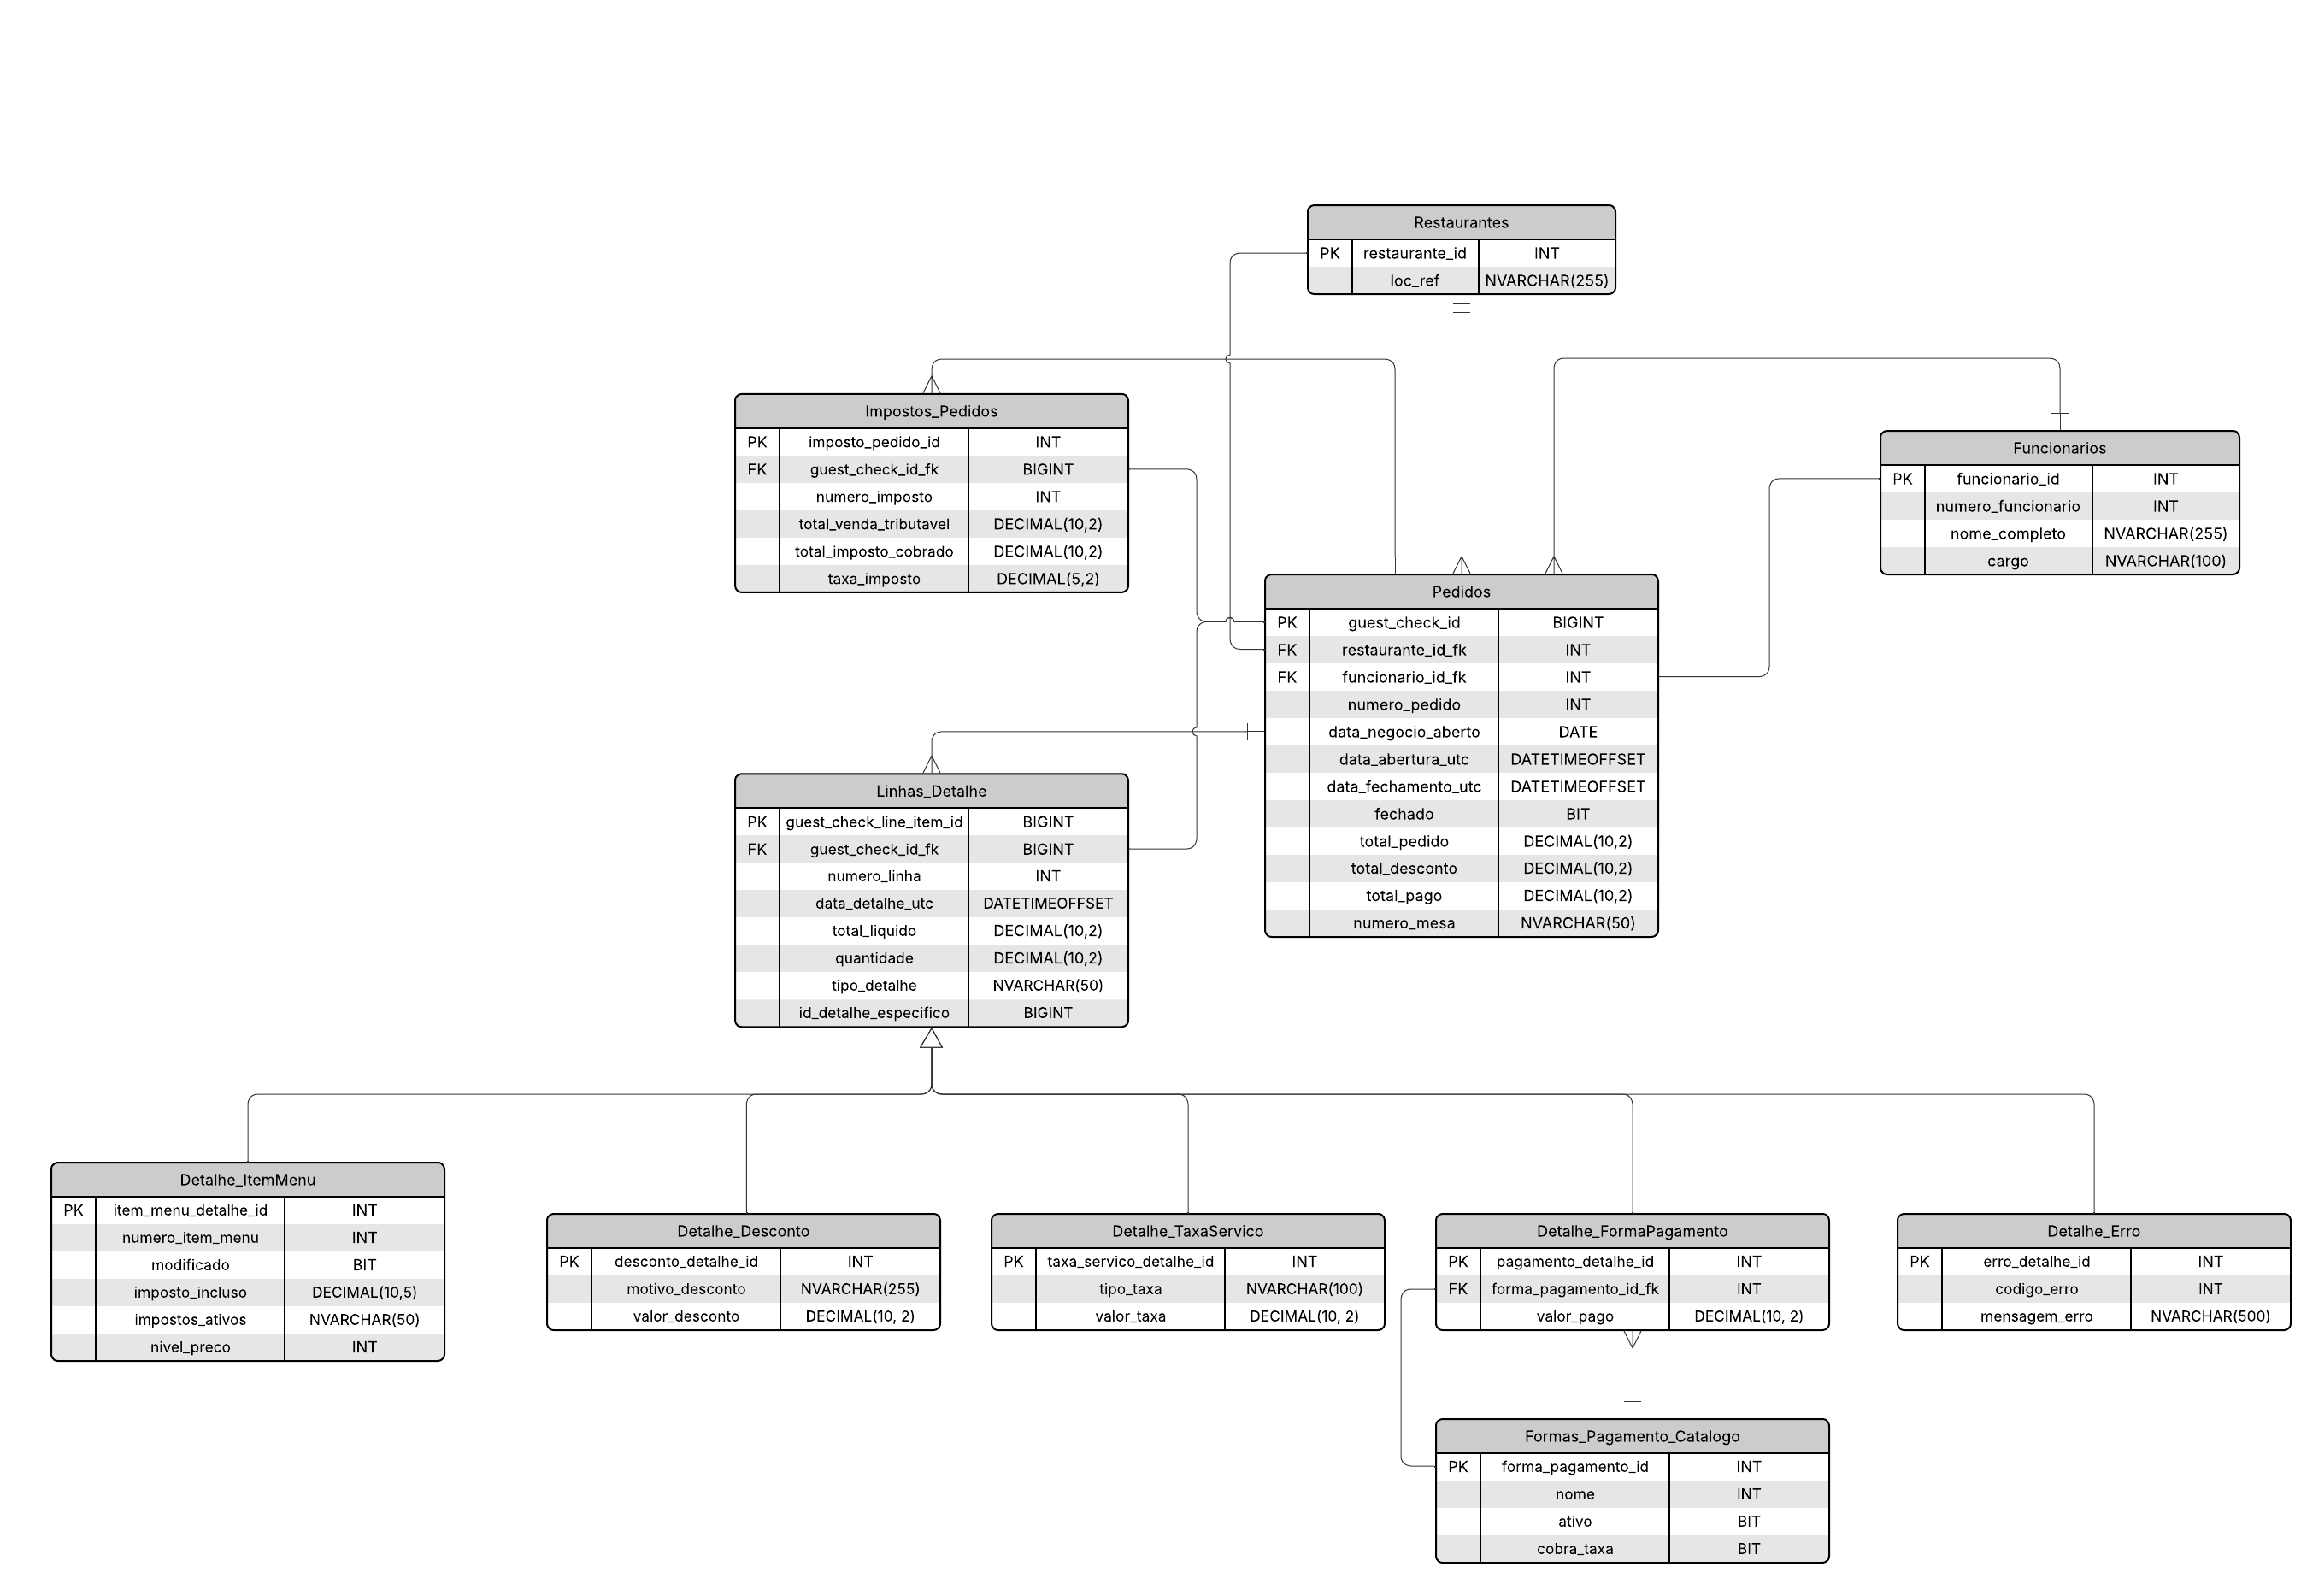 Restaurantes
PK restaurante_id INT
loc_ref NVARCHAR(255)
Impostos_Pedidos
PK imposto_pedido_id INT
FK guest_check_id_fk BIGINT
numero_imposto INT
total_venda_tributavel DECIMAL(10,2)
total_imposto_cobrado DECIMAL(10,2)
taxa_imposto DECIMAL(5,2)
Funcionarios
PK funcionario_id INT
numero_funcionario INT
nome_completo NVARCHAR(255)
cargo NVARCHAR(100)
Pedidos
PK guest_check_id BIGINT
FK restaurante_id_fk INT
FK funcionario_id_fk INT
numero_pedido INT
data_negocio_aberto DATE
data_abertura_utc DATETIMEOFFSET
data_fechamento_utc DATETIMEOFFSET
fechado BIT
total_pedido DECIMAL(10,2)
total_desconto DECIMAL(10,2)
total_pago DECIMAL(10,2)
numero_mesa NVARCHAR(50)
Linhas_Detalhe
PK guest_check_line_item_id BIGINT
FK guest_check_id_fk BIGINT
numero_linha INT
data_detalhe_utc DATETIMEOFFSET
total_liquido DECIMAL(10,2)
quantidade DECIMAL(10,2)
tipo_detalhe NVARCHAR(50)
id_detalhe_especifico BIGINT
Detalhe_ItemMenu
PK item_menu_detalhe_id INT
numero_item_menu INT
modificado BIT
imposto_incluso DECIMAL(10,5)
impostos_ativos NVARCHAR(50)
nivel_preco INT
Detalhe_Desconto
PK desconto_detalhe_id INT
motivo_desconto NVARCHAR(255)
valor_desconto DECIMAL(10, 2)
Detalhe_TaxaServico
PK taxa_servico_detalhe_id INT
tipo_taxa NVARCHAR(100)
valor_taxa DECIMAL(10, 2)
Detalhe_FormaPagamento
PK pagamento_detalhe_id INT
FK forma_pagamento_id_fk INT
valor_pago DECIMAL(10, 2)
Detalhe_Erro
PK erro_detalhe_id INT
codigo_erro INT
mensagem_erro NVARCHAR(500)
Formas_Pagamento_Catalogo
PK forma_pagamento_id INT
nome INT
ativo BIT
cobra_taxa BIT